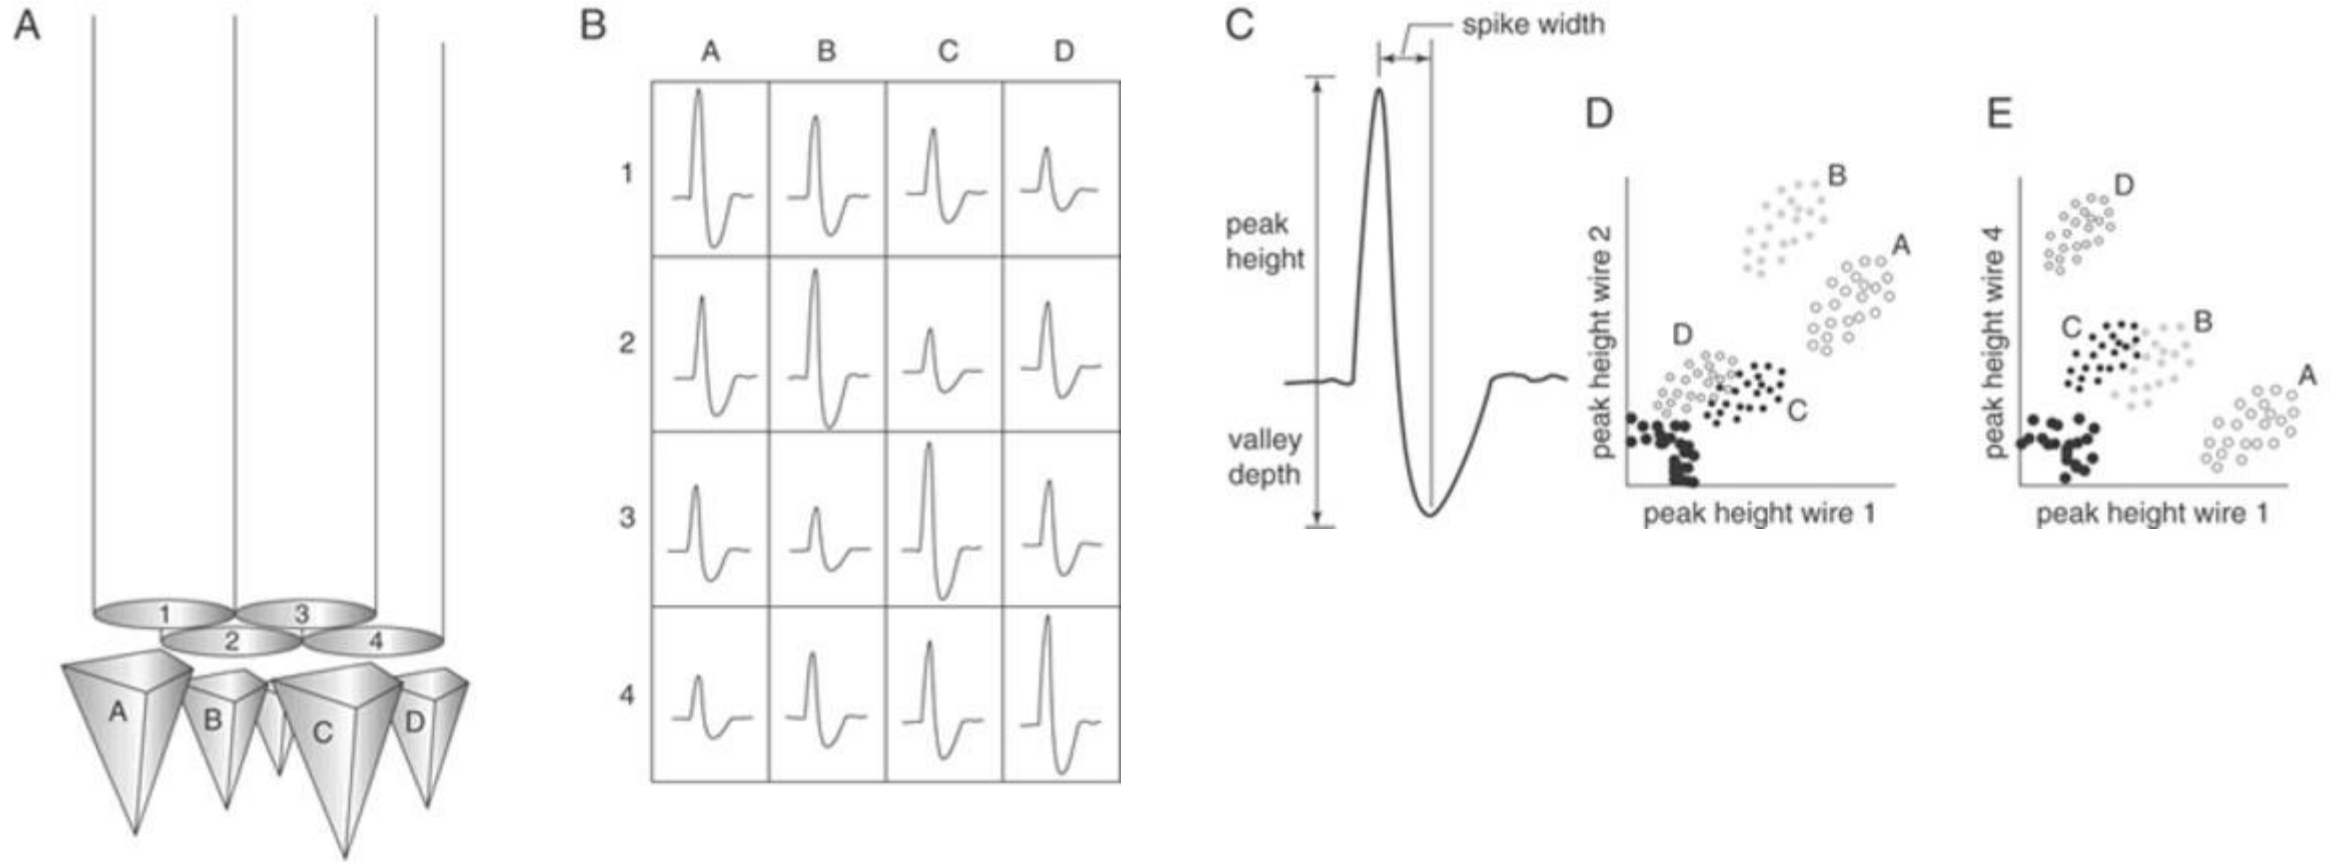 A
1
3
2
4
A
B
C
D
B
A B C D
1
2
3
4
C
spike width
peak
height
valley
depth
D
B
A
D
C
peak height wire 2
peak height wire 1
E
D
C
B
A
peak height wire 4
peak height wire 1